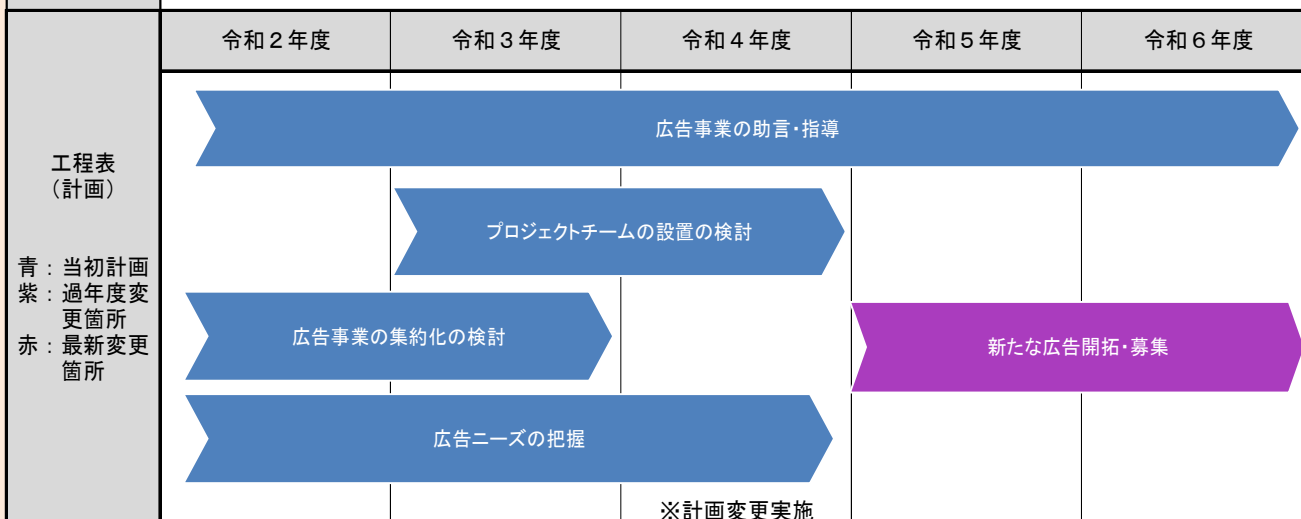 令和２年度
令和３年度
令和４年度
令和５年度
令和６年度
工程表
（計画）
青：当初計画
紫：過年度変
更箇所
赤：最新変更
箇所
広告事業の助言・指導
プロジェクトチームの設置の検討
広告事業の集約化の検討
新たな広告開拓・募集
広告ニーズの把握
※計画変更実施